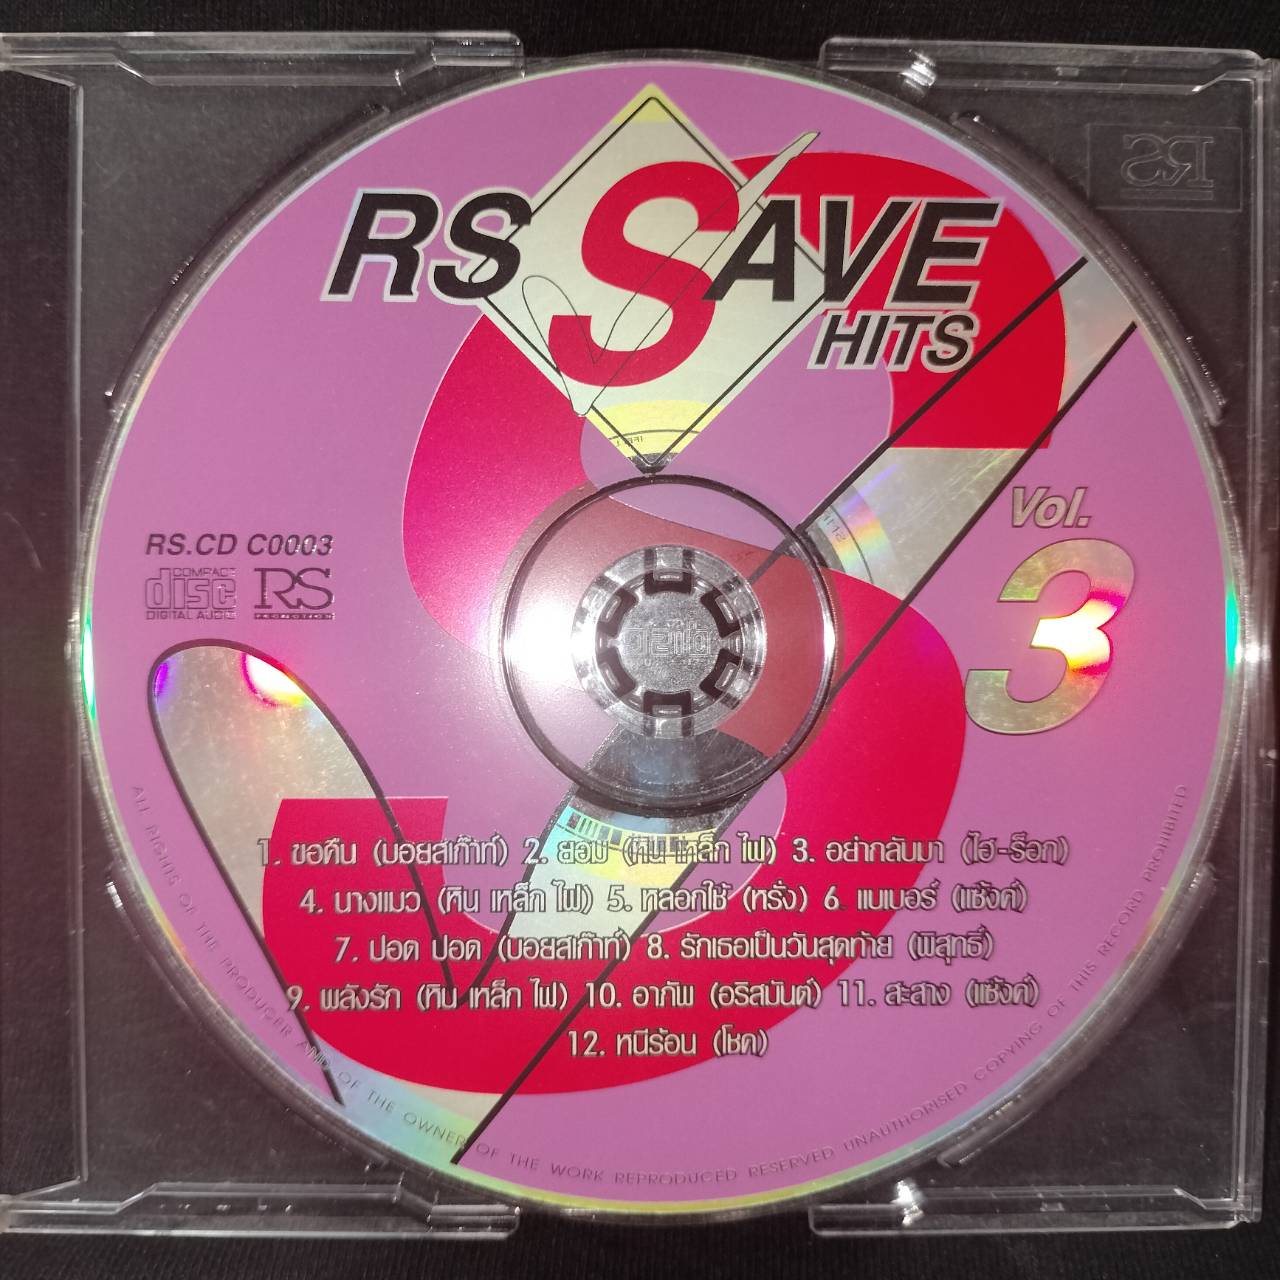 RS SAVE
HITS
Vol.
3
RS.CD C0003
COMPACT
disc
DIGITAL AUDIO
RS
PROMOTION
1. ขอคืน (บอยสเก๊าท์) 2. ยอม (หิน เหล็ก ไฟ) 3. อย่ากลับมา (ไฮ-ร็อก)
4. นางแมว (หิน เหล็ก ไฟ) 5. หลอกใช้ (หรั่ง) 6. แบเบอร์ (แซ้งค์)
7. ปอด ปอด (บอยสเก๊าท์) 8. รักเธอเป็นวันสุดท้าย (พิสุทธิ์)
9. พลังรัก (หิน เหล็ก ไฟ) 10. อาภัพ (อริสมันต์) 11. สะสาง (แซ้งค์)
12. หนีร้อน (โชค)
ALL RIGHTS OF THE PRODUCER AND OF THE OWNER OF THE WORK REPRODUCED RESERVED UNAUTHORISED COPYING OF THIS RECORD PROHIBITED
RS